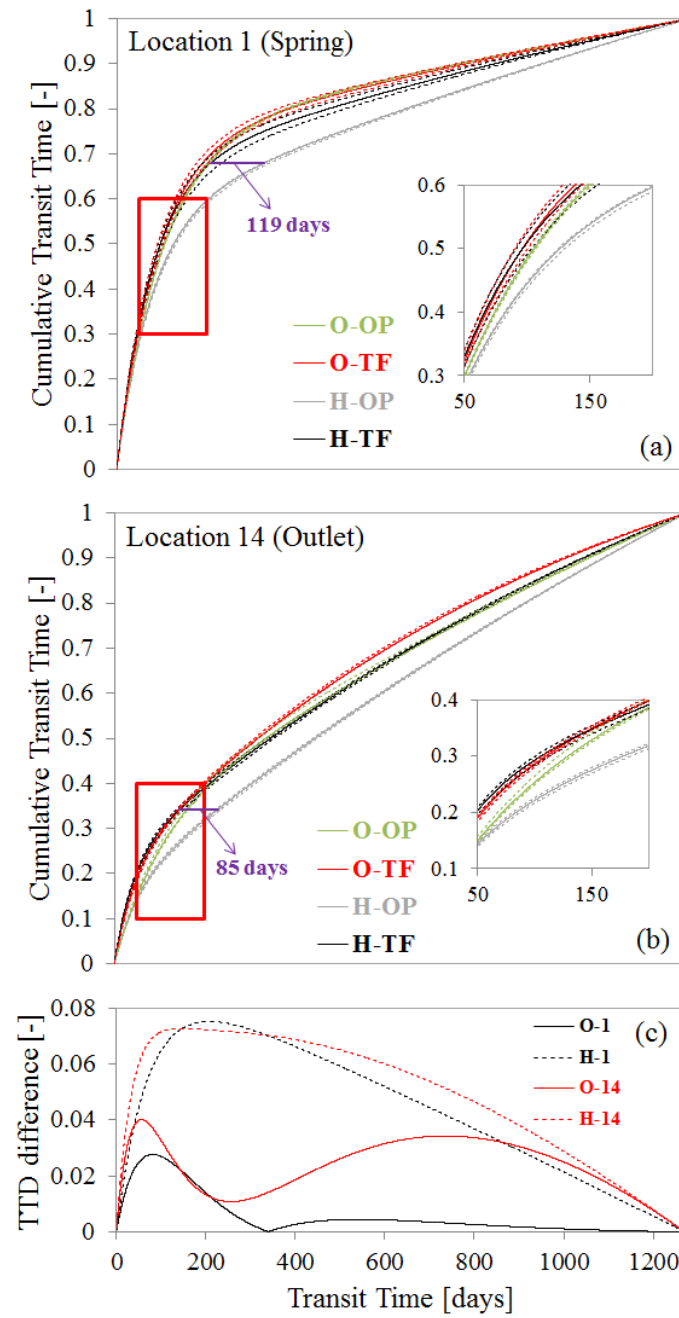 Location 1 (Spring)
Cumulative Transit Time [-]
1
0.9
0.8
0.7
0.6
0.5
0.4
0.3
0.2
0.1
0
119 days
O-OP
O-TF
H-OP
H-TF
0.6
0.5
0.4
0.3
50
150
(a)
Location 14 (Outlet)
Cumulative Transit Time [-]
1
0.9
0.8
0.7
0.6
0.5
0.4
0.3
0.2
0.1
0
85 days
O-OP
O-TF
H-OP
H-TF
0.4
0.3
0.2
0.1
50
150
(b)
TTD difference [-]
0.08
0.06
0.04
0.02
0
O-1
H-1
O-14
H-14
(c)
0
200
400
600
800
1000
1200
Transit Time [days]